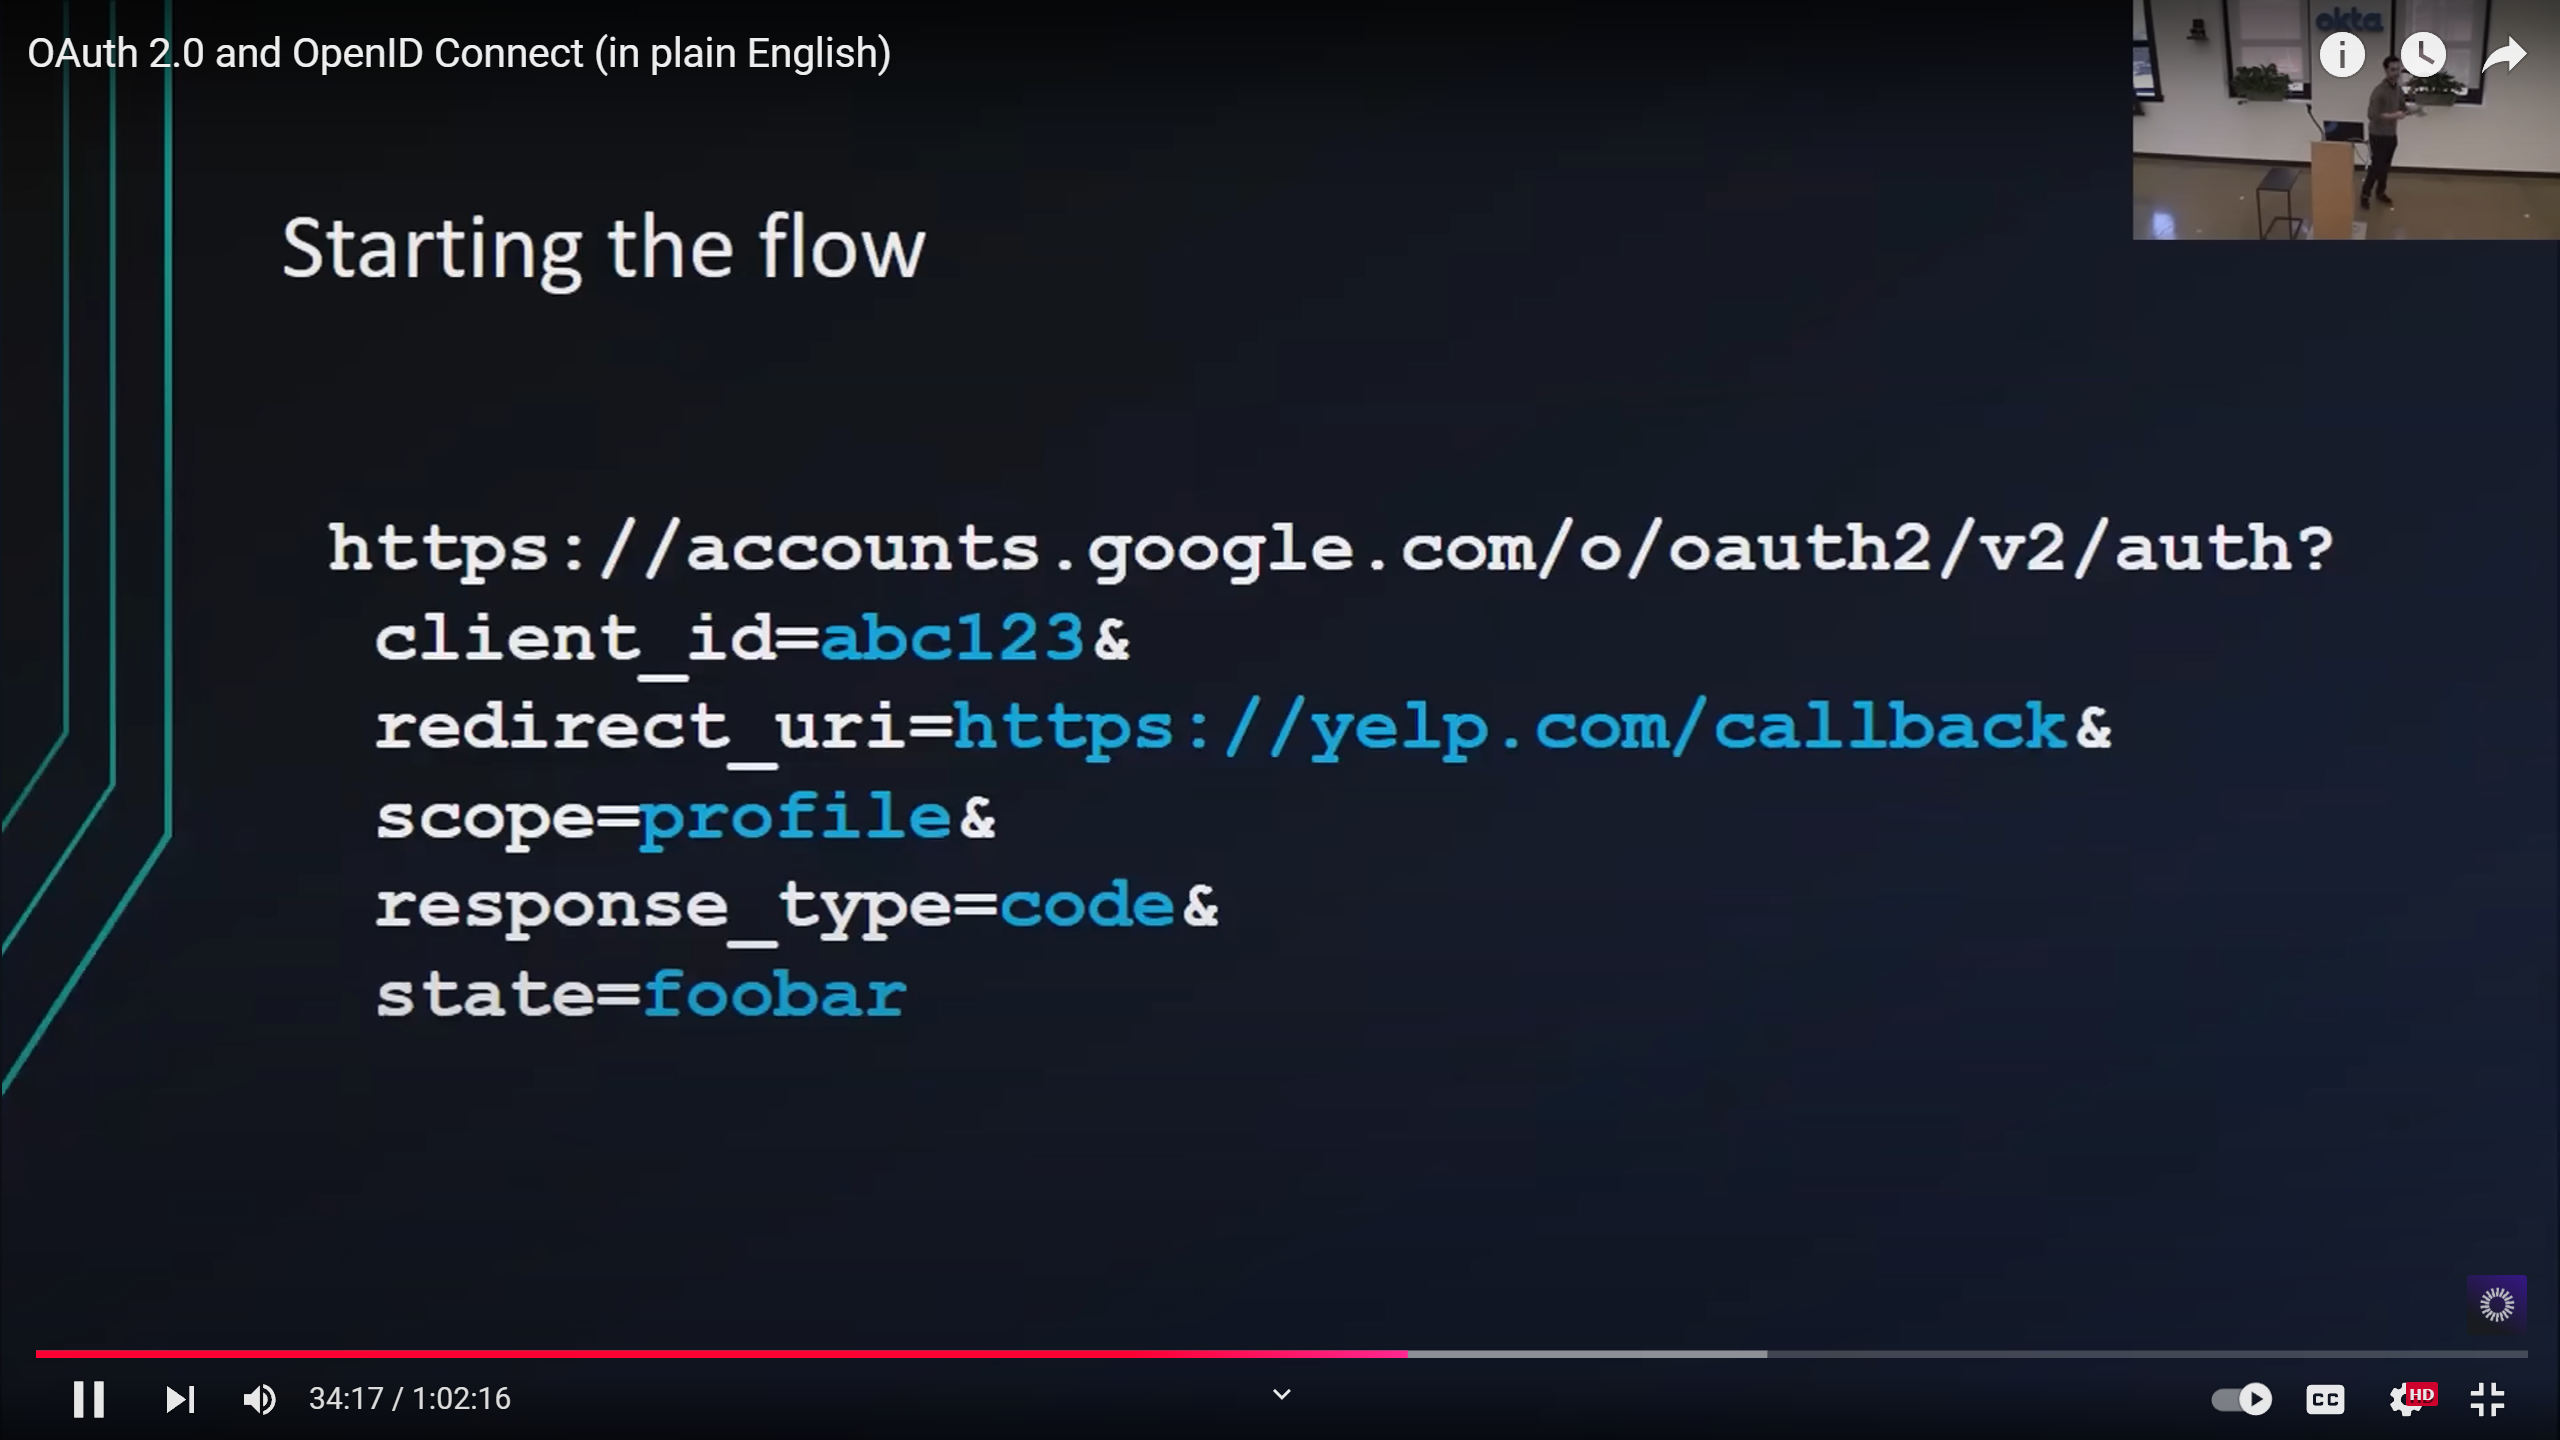 OAuth 2.0 and OpenID Connect (in plain English)
okta
Starting the flow
https://accounts.google.com/o/oauth2/v2/auth?
client_id=abc123&
redirect_uri=https://yelp.com/callback&
scope=profile&
response_type=code&
state=foobar
34:17 / 1:02:16
CC
HD